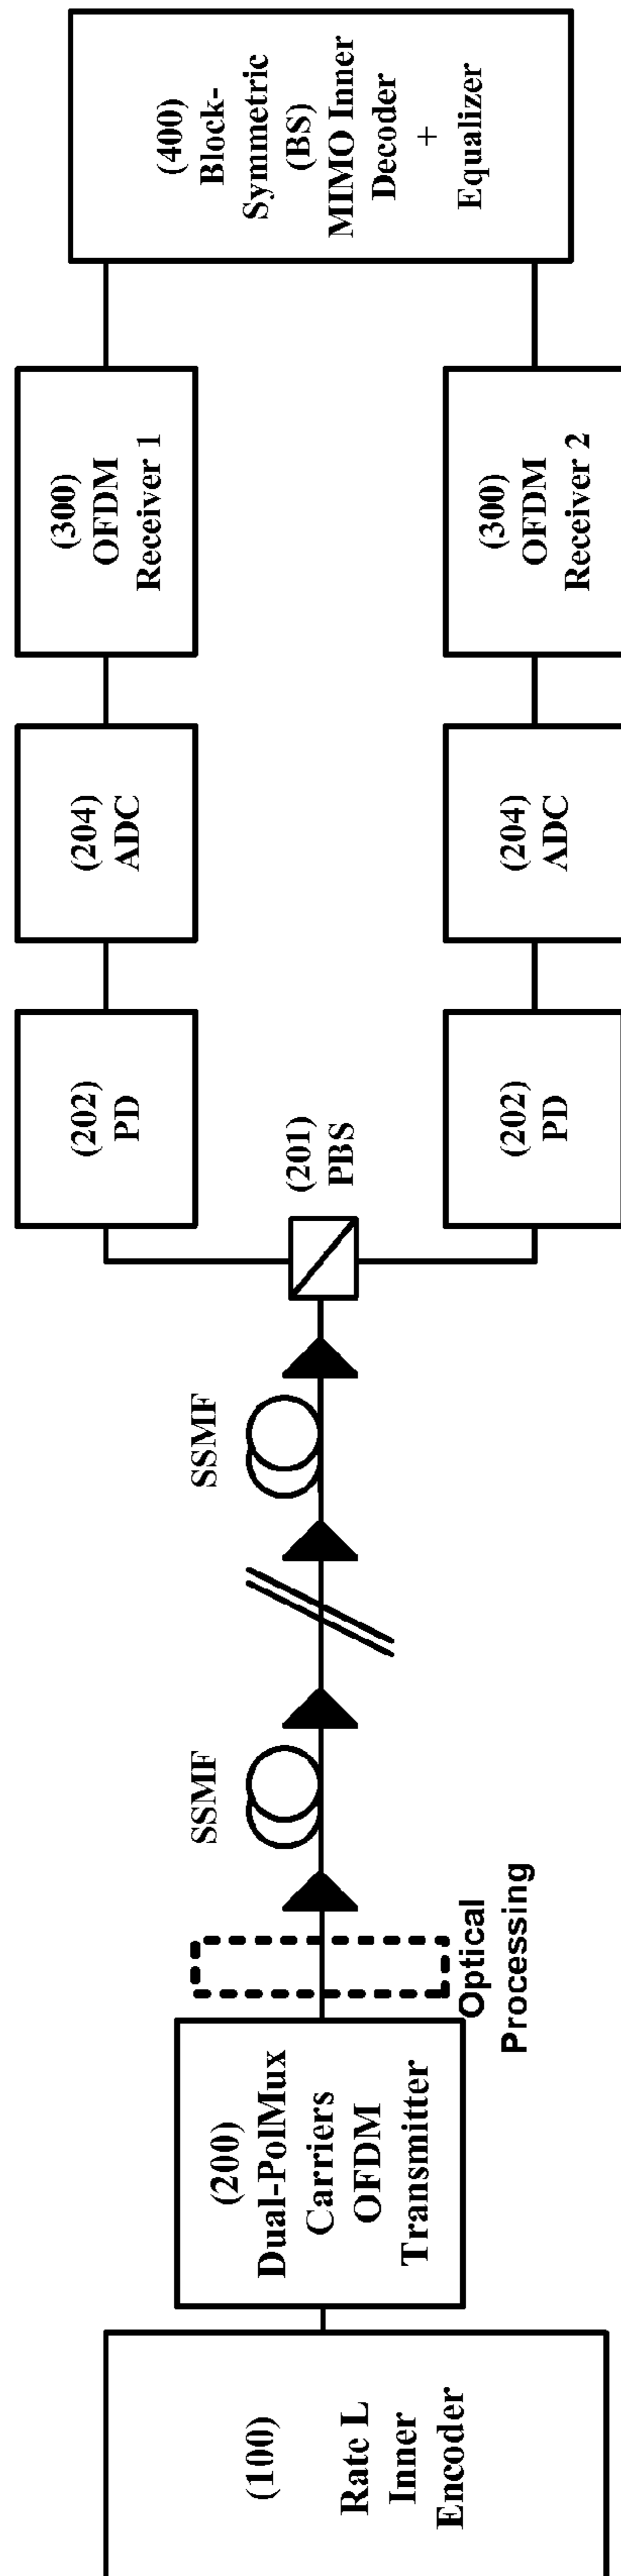 (100)
Rate L
Inner
Encoder
(200)
Dual-PolMux
Carriers
OFDM
Transmitter
Optical
Processing
SSMF
SSMF
(201)
PBS
(202)
PD
(204)
ADC
(300)
OFDM
Receiver 1
(202)
PD
(204)
ADC
(300)
OFDM
Receiver 2
(400)
Block-
Symmetric
(BS)
MIMO Inner
Decoder
+
Equalizer